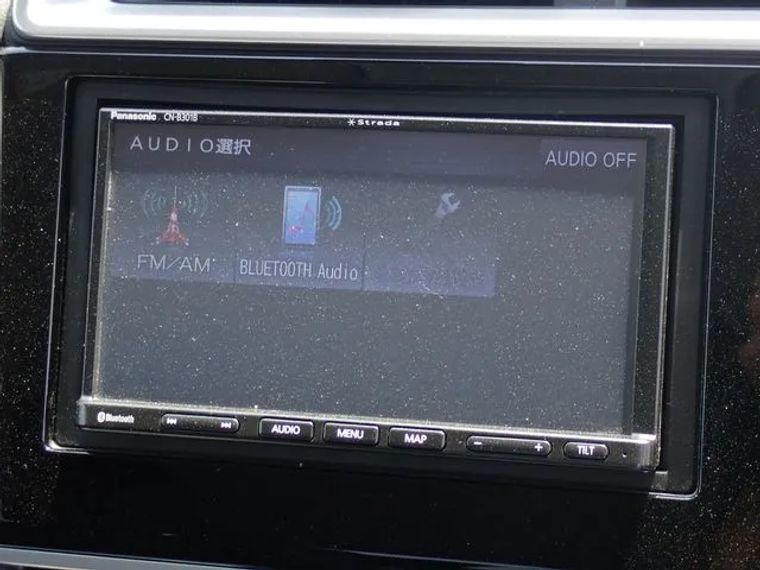 Panasonic CN-B301B
Strada
AUDIO選択
AUDIO OFF
FM/AM
BLUETOOTH Audio
Bluetooth
AUDIO
MENU
MAP
− +
TILT